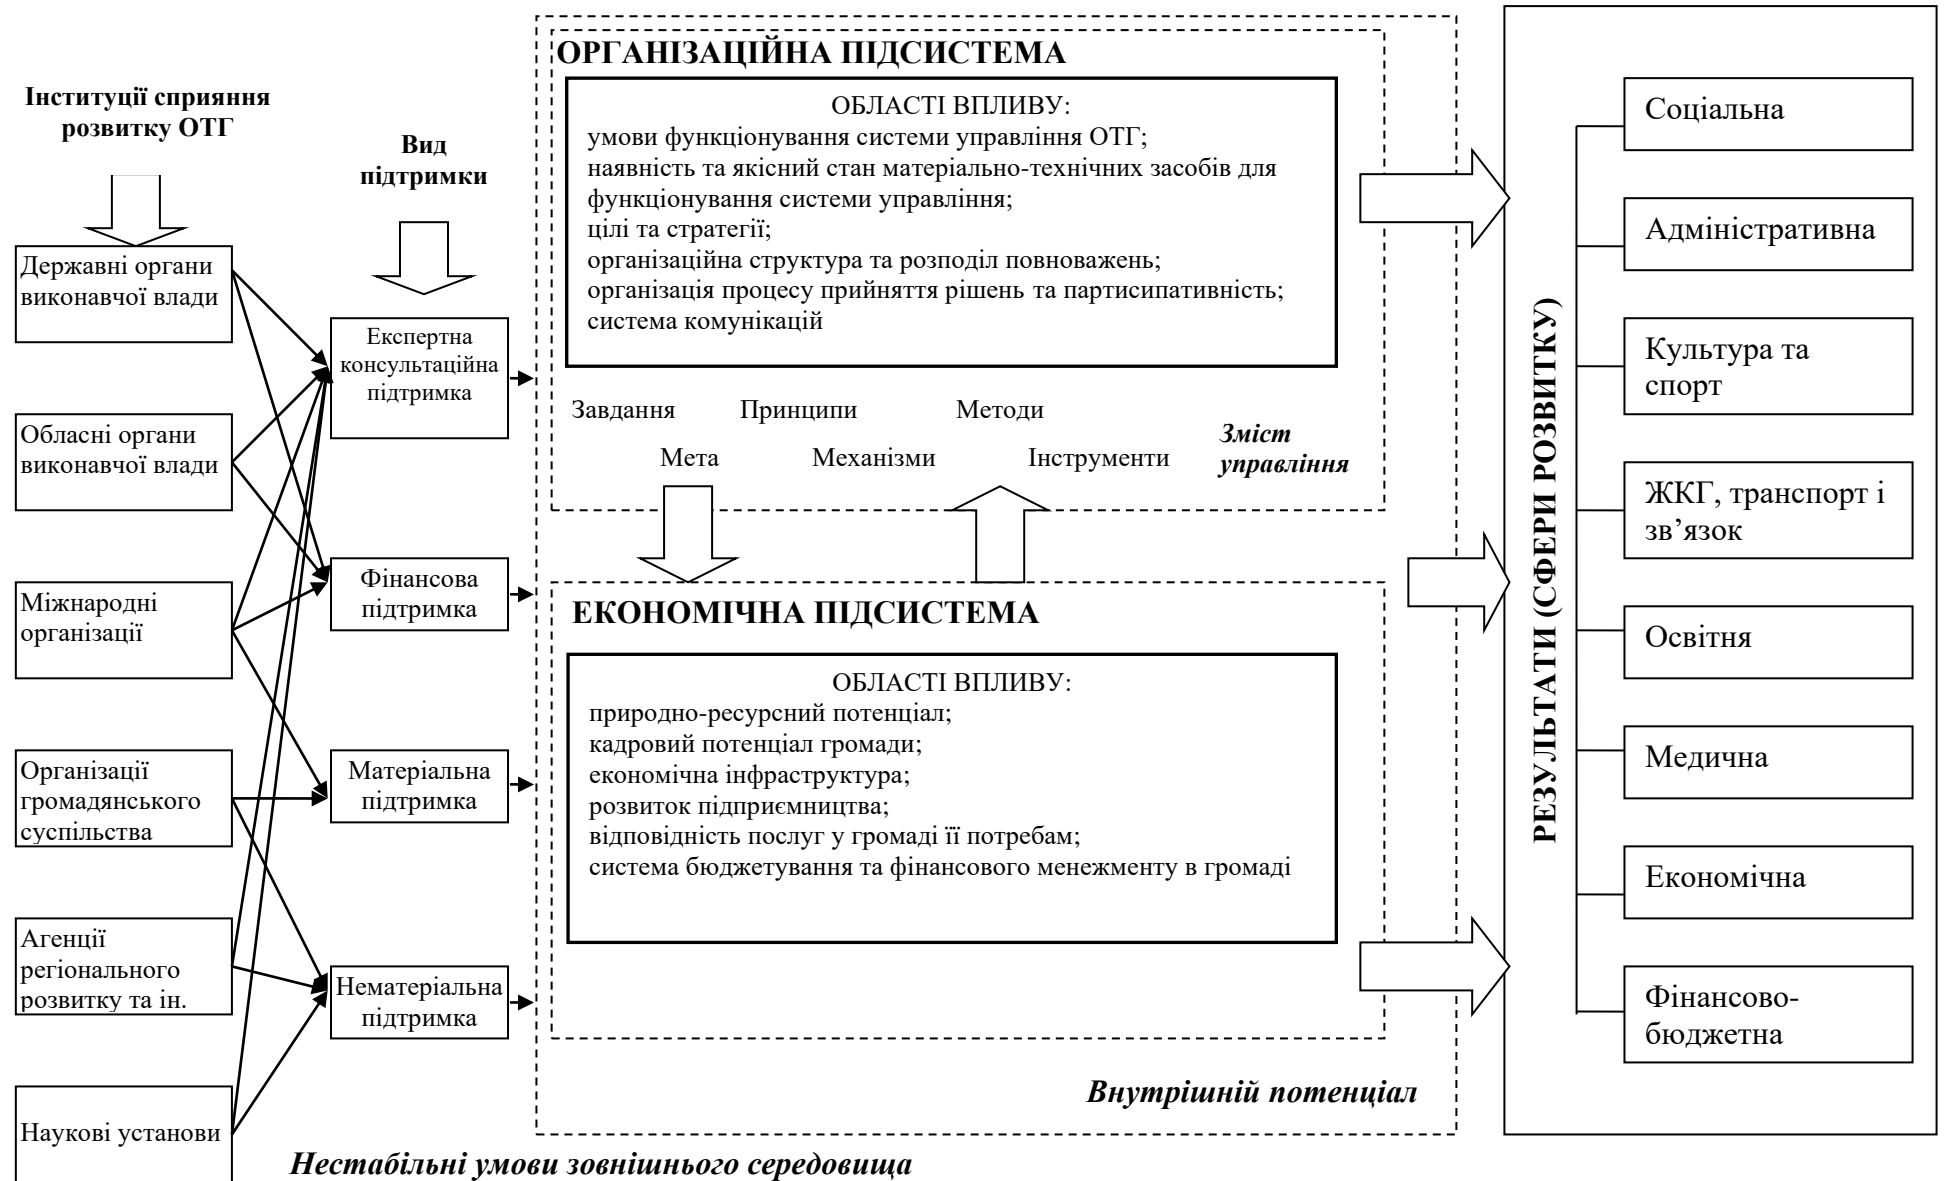 Інституції сприяння
розвитку ОТГ
Державні органи
виконавчої влади
Обласні органи
виконавчої влади
Міжнародні
організації
Організації
громадянського
суспільства
Агенції
регіонального
розвитку та ін.
Наукові установи
Вид
підтримки
Експертна
консультаційна
підтримка
Фінансова
підтримка
Матеріальна
підтримка
Нематеріальна
підтримка
ОРГАНІЗАЦІЙНА ПІДСИСТЕМА
ОБЛАСТІ ВПЛИВУ:
умови функціонування системи управління ОТГ;
наявність та якісний стан матеріально-технічних засобів для
функціонування системи управління;
цілі та стратегії;
організаційна структура та розподіл повноважень;
організація процесу прийняття рішень та партисипативність;
система комунікацій
Завдання Принципи Методи
Мета Механізми Інструменти
Зміст
управління
ЕКОНОМІЧНА ПІДСИСТЕМА
ОБЛАСТІ ВПЛИВУ:
природно-ресурсний потенціал;
кадровий потенціал громади;
економічна інфраструктура;
розвиток підприємництва;
відповідність послуг у громаді її потребам;
система бюджетування та фінансового менежменту в громаді
Внутрішній потенціал
Нестабільні умови зовнішнього середовища
РЕЗУЛЬТАТИ (СФЕРИ РОЗВИТКУ)
Соціальна
Адміністративна
Культура та
спорт
ЖКГ, транспорт і
зв’язок
Освітня
Медична
Економічна
Фінансово-
бюджетна